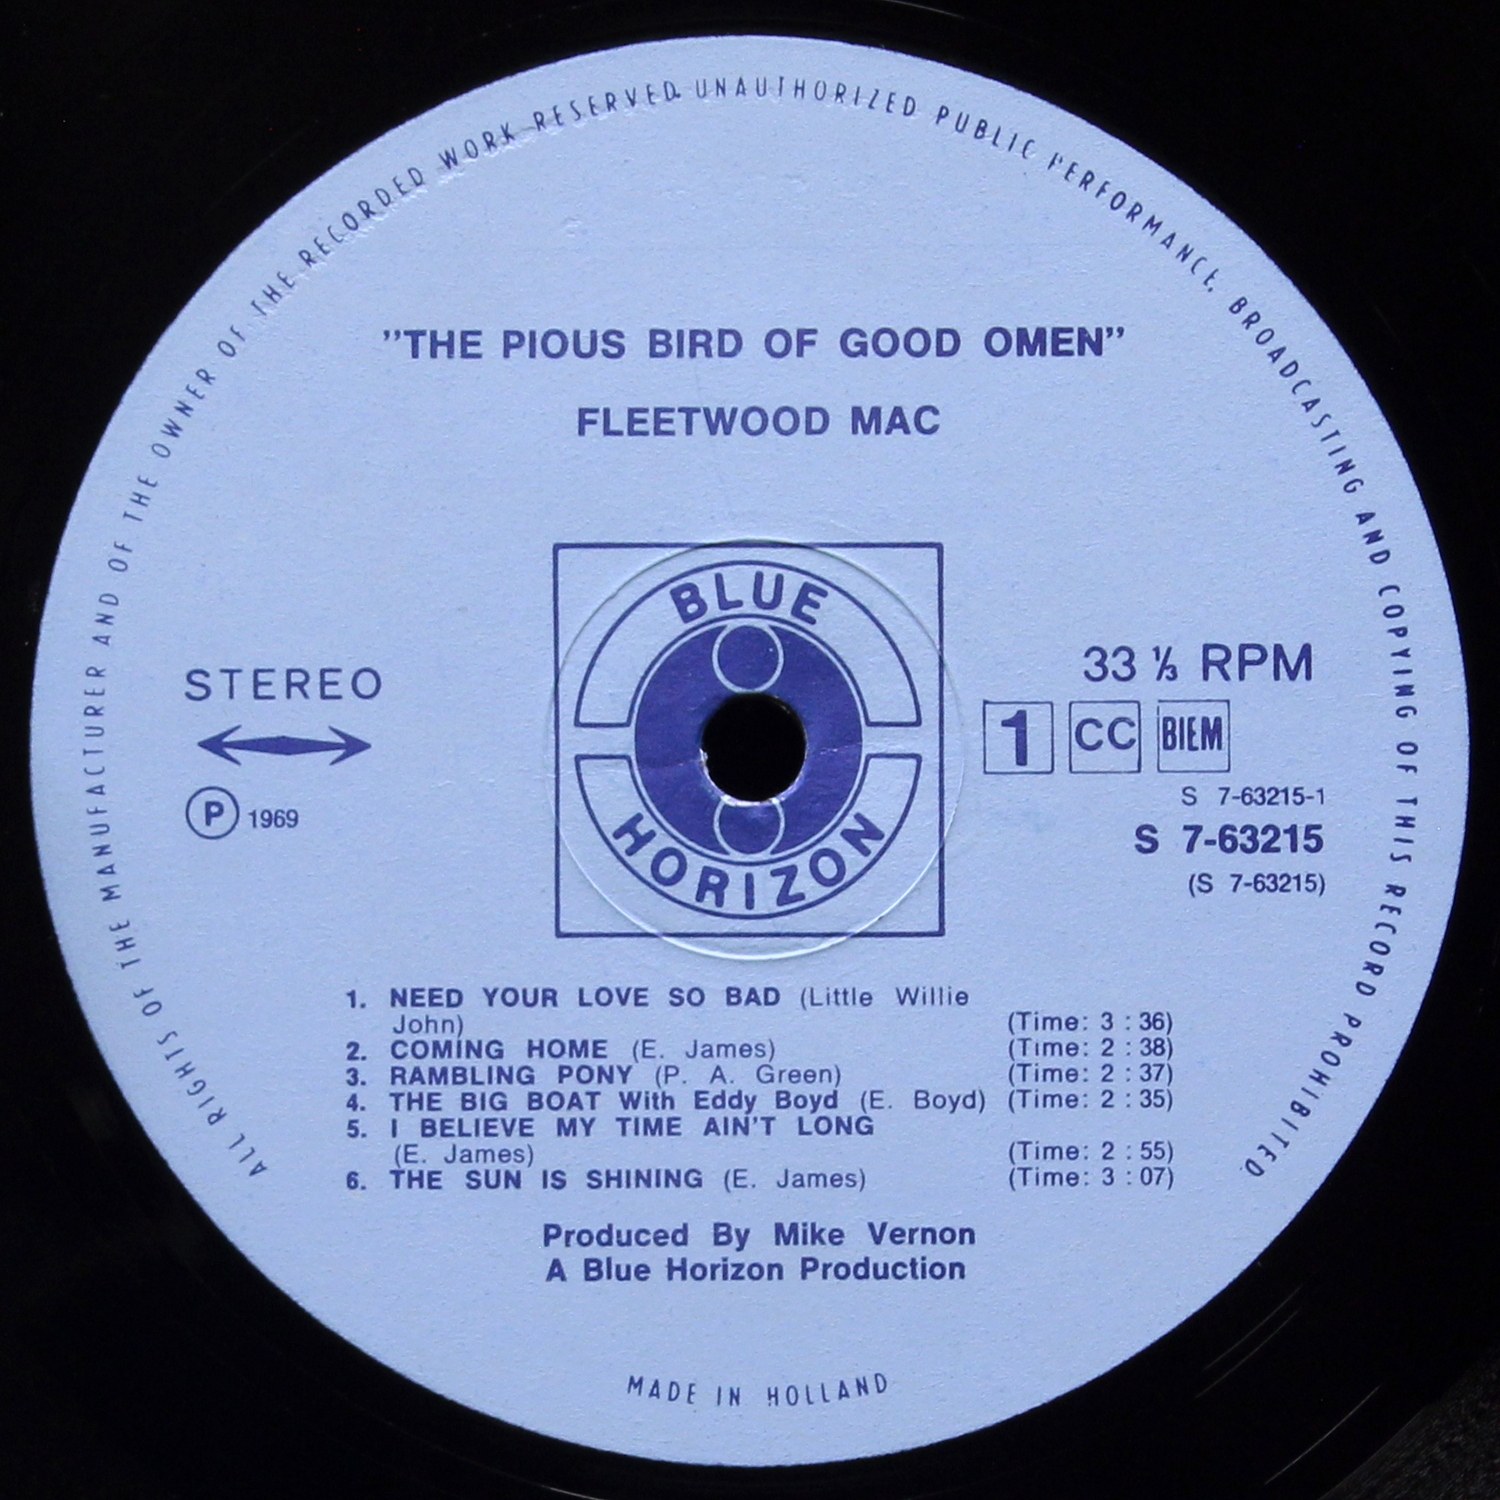 ALL RIGHTS OF THE MANUFACTURER AND OF THE OWNER OF THE RECORDED WORK RESERVED. UNAUTHORIZED PUBLIC PERFORMANCE, BROADCASTING AND COPYING OF THIS RECORD PROHIBITED
"THE PIOUS BIRD OF GOOD OMEN"
FLEETWOOD MAC
BLUE
HORIZON
STEREO
P 1969
33 1/3 RPM
1 CC BIEM
S 7-63215-1
S 7-63215
(S 7-63215)
1. NEED YOUR LOVE SO BAD (Little Willie
John) (Time: 3 : 36)
2. COMING HOME (E. James) (Time: 2 : 38)
3. RAMBLING PONY (P. A. Green) (Time: 2 : 37)
4. THE BIG BOAT With Eddy Boyd (E. Boyd) (Time: 2 : 35)
5. I BELIEVE MY TIME AIN'T LONG
(E. James) (Time: 2 : 55)
6. THE SUN IS SHINING (E. James) (Time: 3 : 07)
Produced By Mike Vernon
A Blue Horizon Production
MADE IN HOLLAND